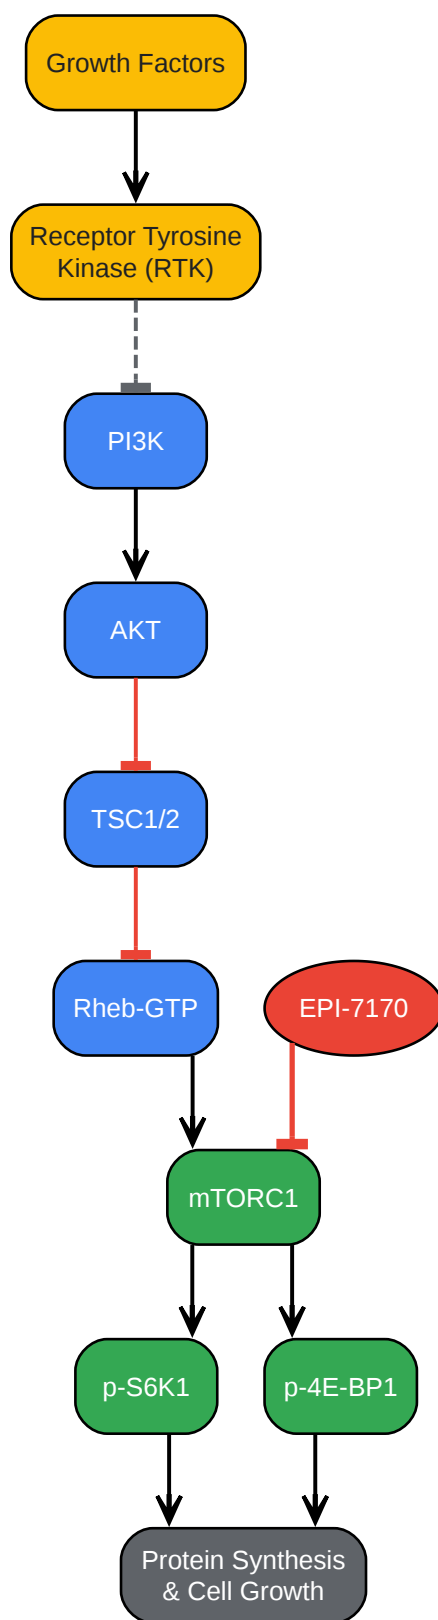 Growth Factors
Receptor Tyrosine
Kinase (RTK)
PI3K
AKT
TSC1/2
Rheb-GTP
EPI-7170
mTORC1
p-S6K1
p-4E-BP1
Protein Synthesis
& Cell Growth